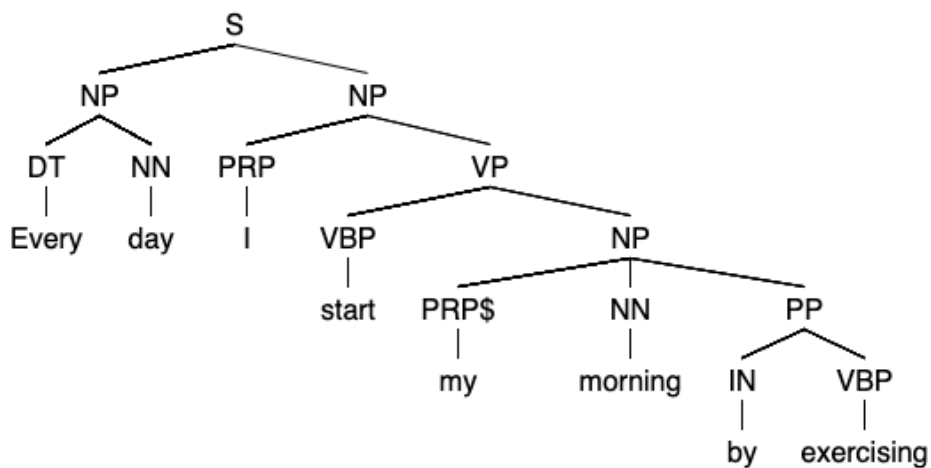 S
NP NP
DT NN PRP VP
Every day I VBP NP
start PRP$ NN PP
my morning IN VBP
by exercising